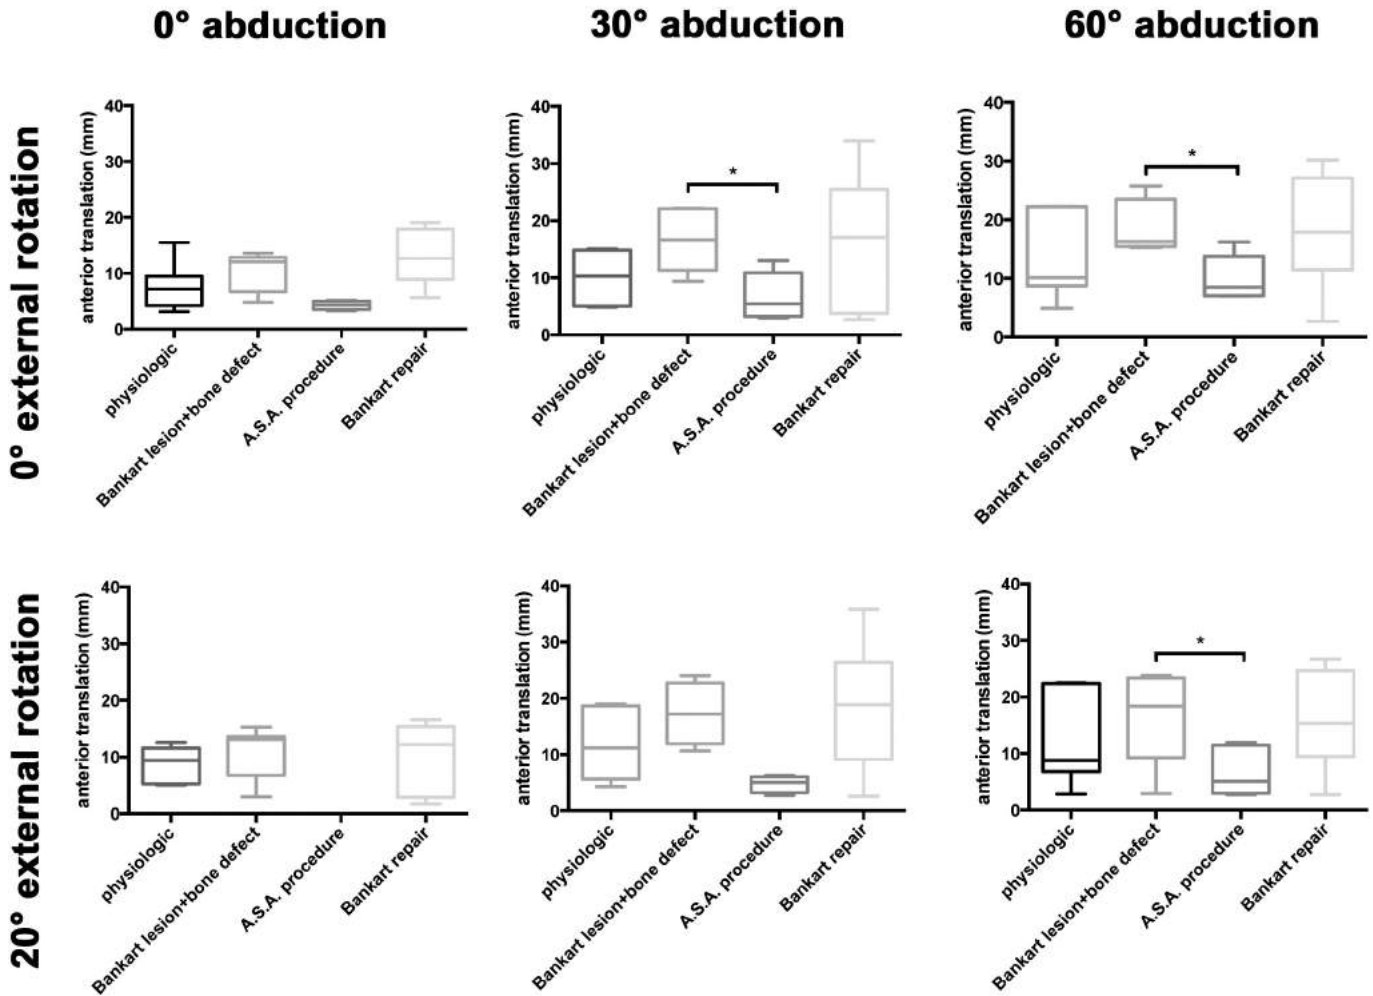 0° abduction
30° abduction
60° abduction
0° external rotation
anterior translation (mm)
40
30
20
10
0
physiologic
Bankart lesion+bone defect
A.S.A. procedure
Bankart repair
anterior translation (mm)
40
30
20
10
0
*
physiologic
Bankart lesion+bone defect
A.S.A. procedure
Bankart repair
anterior translation (mm)
40
30
20
10
0
*
physiologic
Bankart lesion+bone defect
A.S.A. procedure
Bankart repair
20° external rotation
anterior translation (mm)
40
30
20
10
0
physiologic
Bankart lesion+bone defect
A.S.A. procedure
Bankart repair
anterior translation (mm)
40
30
20
10
0
physiologic
Bankart lesion+bone defect
A.S.A. procedure
Bankart repair
anterior translation (mm)
40
30
20
10
0
*
physiologic
Bankart lesion+bone defect
A.S.A. procedure
Bankart repair